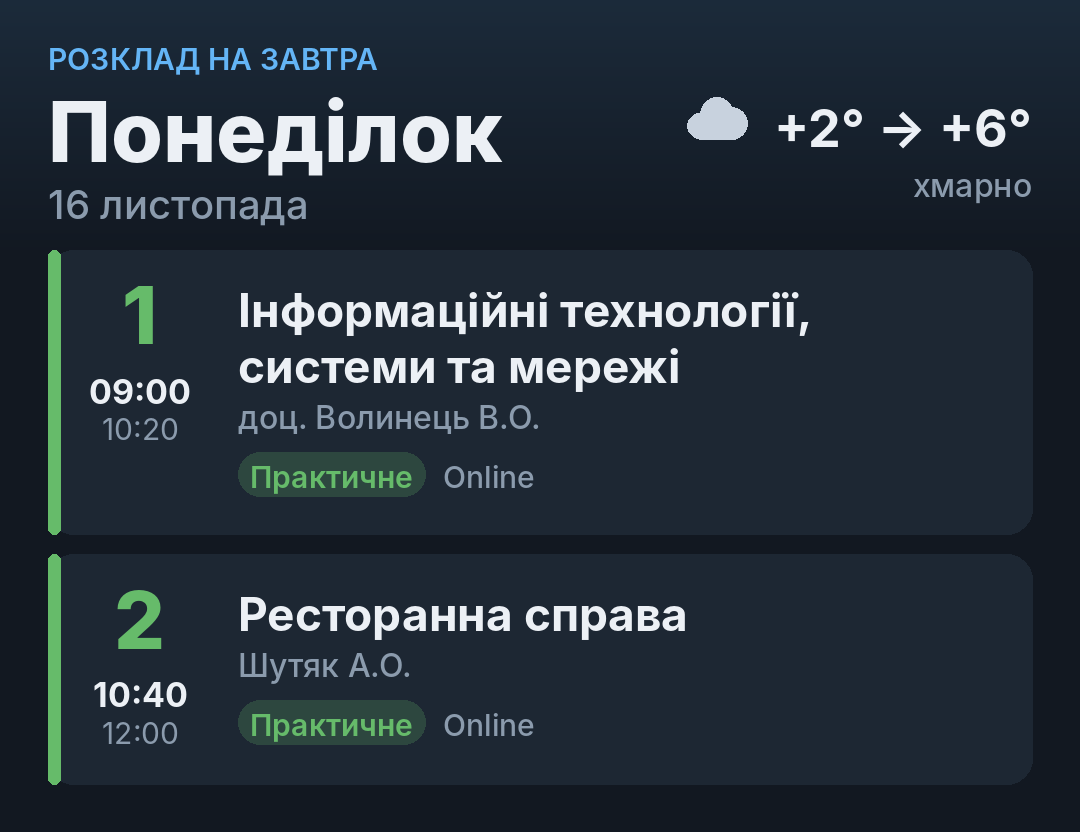 РОЗКЛАД НА ЗАВТРА
Понеділок
16 листопада
+2° → +6°
хмарно
1
09:00
10:20
Інформаційні технології,
системи та мережі
доц. Волинець В.О.
Практичне Online
2
10:40
12:00
Ресторанна справа
Шутяк А.О.
Практичне Online